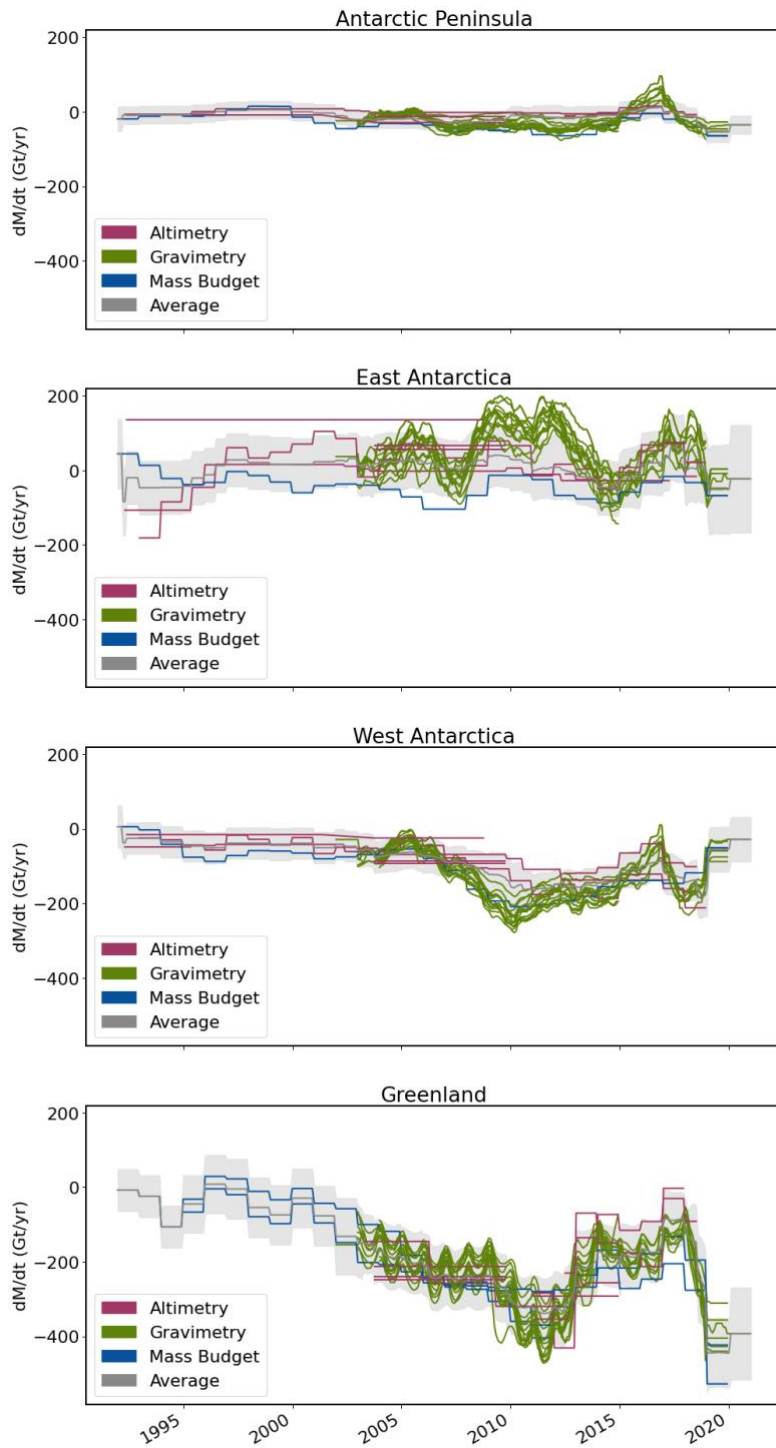 Antarctic Peninsula
200
0
−200
−400
dM/dt (Gt/yr)
Altimetry
Gravimetry
Mass Budget
Average
East Antarctica
200
0
−200
−400
dM/dt (Gt/yr)
Altimetry
Gravimetry
Mass Budget
Average
West Antarctica
200
0
−200
−400
dM/dt (Gt/yr)
Altimetry
Gravimetry
Mass Budget
Average
Greenland
200
0
−200
−400
dM/dt (Gt/yr)
Altimetry
Gravimetry
Mass Budget
Average
1995
2000
2005
2010
2015
2020